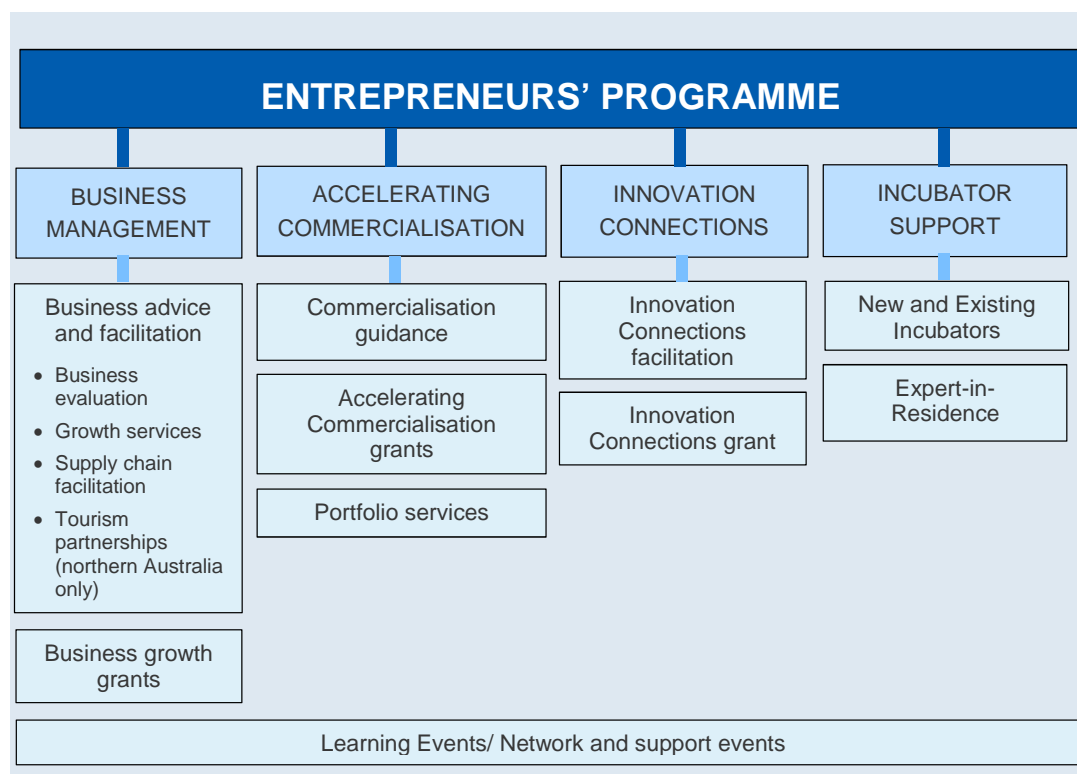 ENTREPRENEURS’ PROGRAMME
BUSINESS
MANAGEMENT
Business advice
and facilitation
• Business
evaluation
• Growth services
• Supply chain
facilitation
• Tourism
partnerships
(northern Australia
only)
Business growth
grants
ACCELERATING
COMMERCIALISATION
Commercialisation
guidance
Accelerating
Commercialisation
grants
Portfolio services
INNOVATION
CONNECTIONS
Innovation
Connections
facilitation
Innovation
Connections grant
INCUBATOR
SUPPORT
New and Existing
Incubators
Expert-in-
Residence
Learning Events/ Network and support events